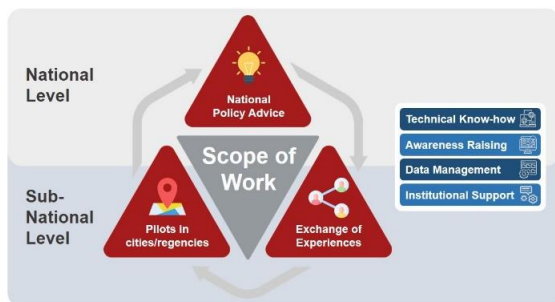 National
Level
National
Policy Advice
Scope of
Work
Sub-
National
Level
Pilots in
cities/regencies
Exchange of
Experiences
Technical Know-how
Awareness Raising
Data Management
Institutional Support